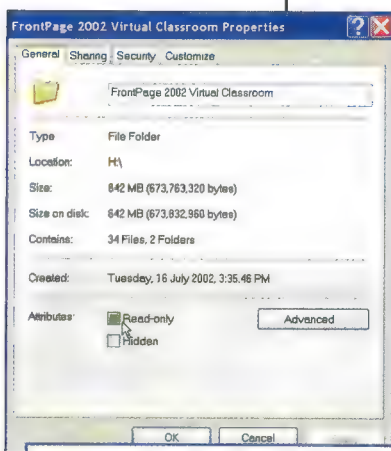 FrontPage 2002 Virtual Classroom Properties
General Sharing Security Customize
FrontPage 2002 Virtual Classroom
Type File Folder
Location: H:\
Size: 642 MB (673,763,320 bytes)
Size on disk: 642 MB (673,832,960 bytes)
Contains: 34 Files, 2 Folders
Created: Tuesday, 16 July 2002, 3:35:46 PM
Attributes: Read-only Advanced
Hidden
OK Cancel